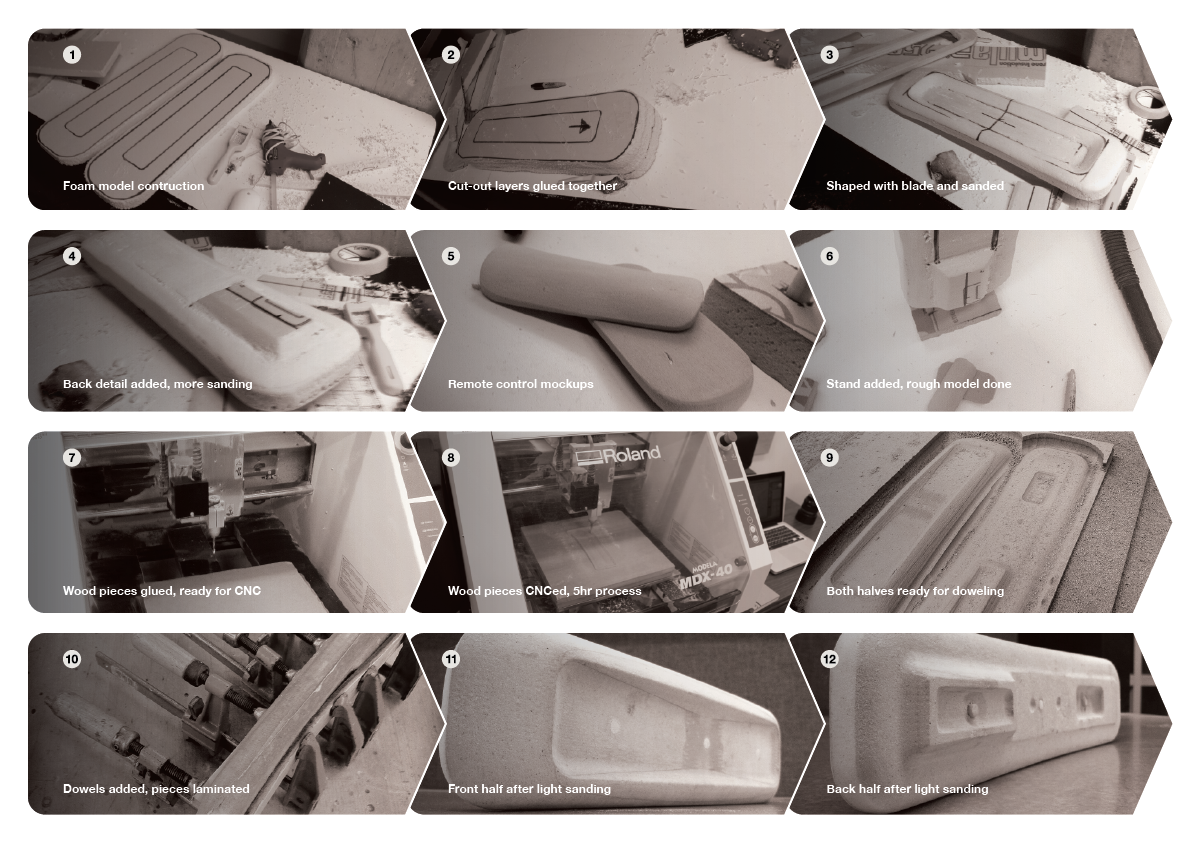 1
Foam model contruction
2
Cut-out layers glued together
3
Shaped with blade and sanded
4
Back detail added, more sanding
5
Remote control mockups
6
Stand added, rough model done
7
Wood pieces glued, ready for CNC
8
Roland
MODELA
MDX-40
Wood pieces CNCed, 5hr process
9
Both halves ready for doweling
10
Dowels added, pieces laminated
11
Front half after light sanding
12
Back half after light sanding